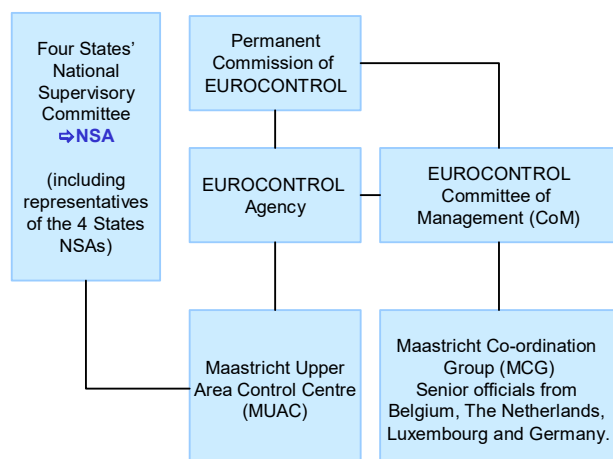 Four States’
National
Supervisory
Committee
⇨NSA
(including
representatives
of the 4 States
NSAs)
Permanent
Commission of
EUROCONTROL
EUROCONTROL
Agency
EUROCONTROL
Committee of
Management (CoM)
Maastricht Upper
Area Control Centre
(MUAC)
Maastricht Co-ordination
Group (MCG)
Senior officials from
Belgium, The Netherlands,
Luxembourg and Germany.